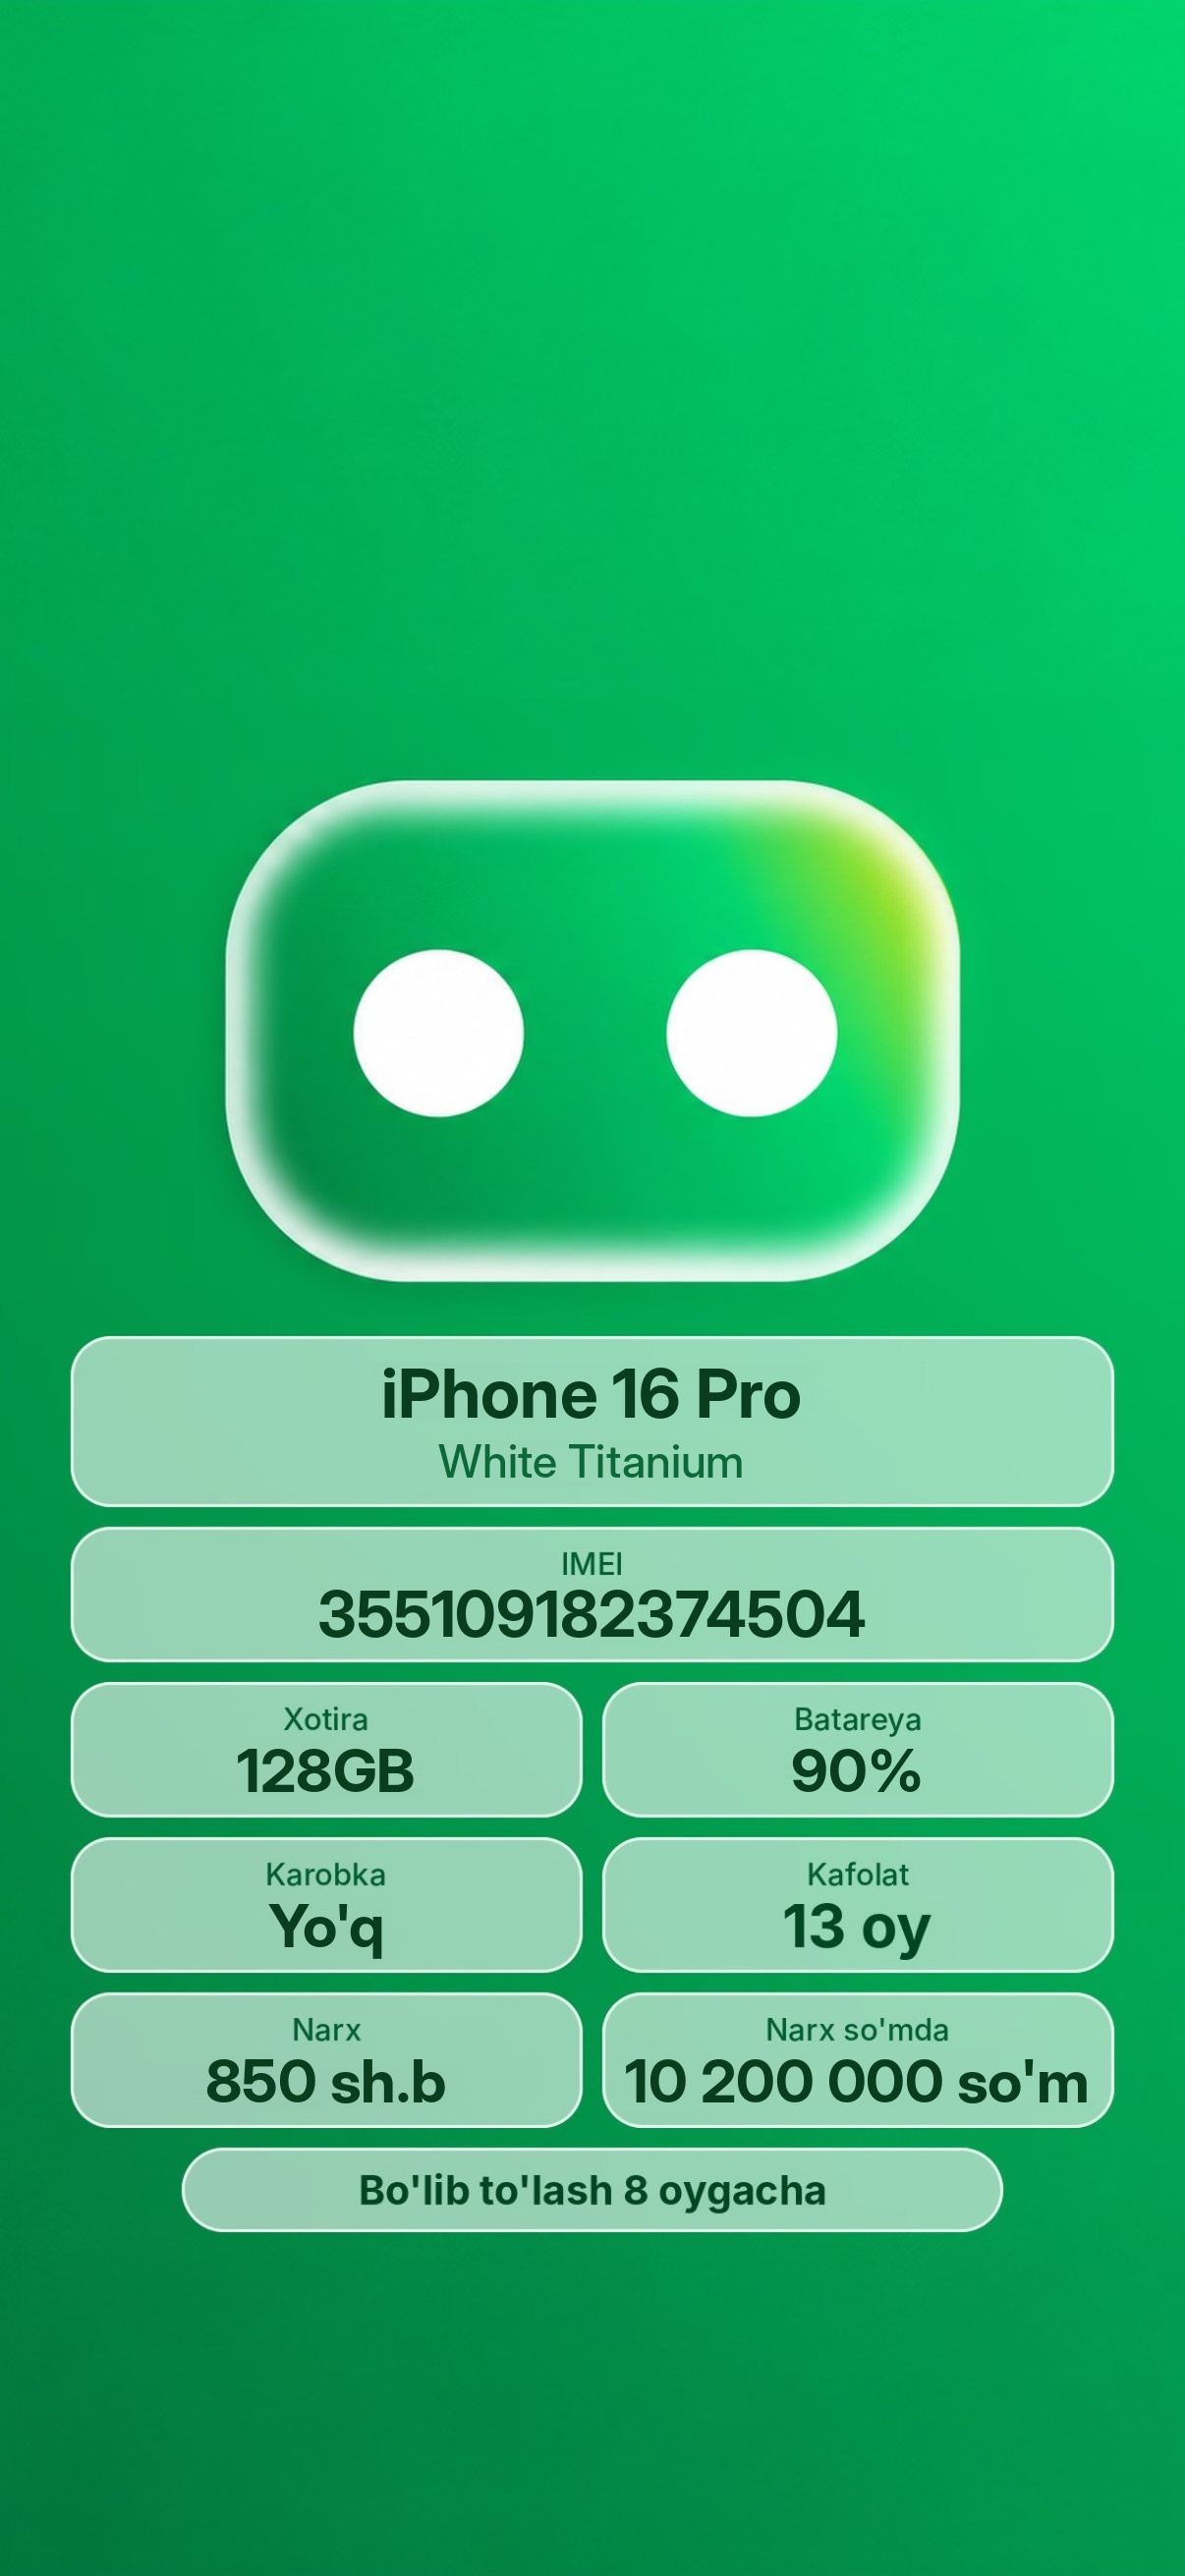 iPhone 16 Pro
White Titanium
IMEI
355109182374504
Xotira
128GB
Batareya
90%
Karobka
Yo'q
Kafolat
13 oy
Narx
850 sh.b
Narx so'mda
10 200 000 so'm
Bo'lib to'lash 8 oygacha